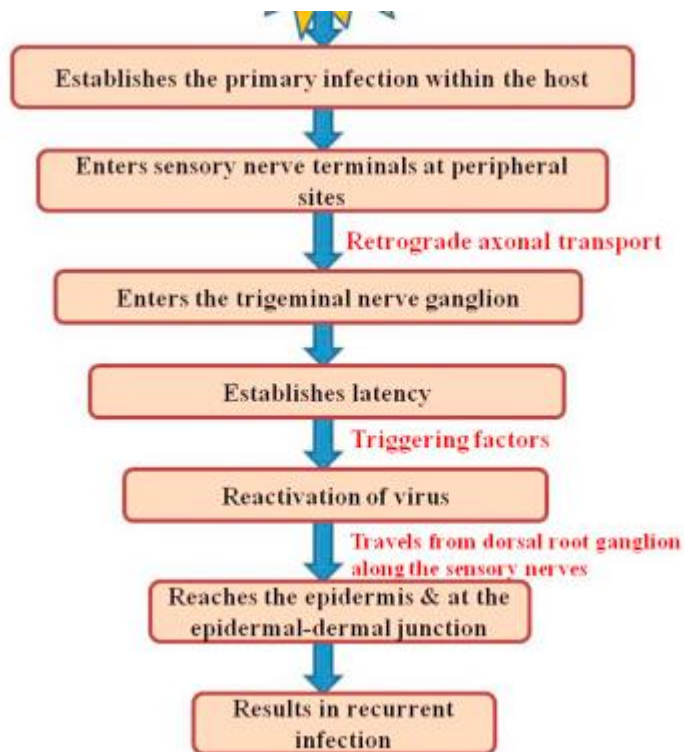 Establishes the primary infection within the host
Enters sensory nerve terminals at peripheral
sites
Retrograde axonal transport
Enters the trigeminal nerve ganglion
Establishes latency
Triggering factors
Reactivation of virus
Travels from dorsal root ganglion
along the sensory nerves
Reaches the epidermis & at the
epidermal-dermal junction
Results in recurrent
infection